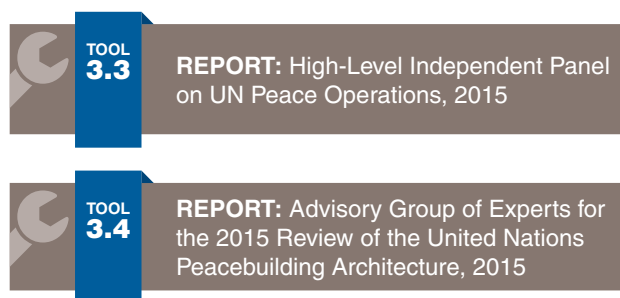 TOOL
3.3
REPORT: High-Level Independent Panel
on UN Peace Operations, 2015
TOOL
3.4
REPORT: Advisory Group of Experts for
the 2015 Review of the United Nations
Peacebuilding Architecture, 2015